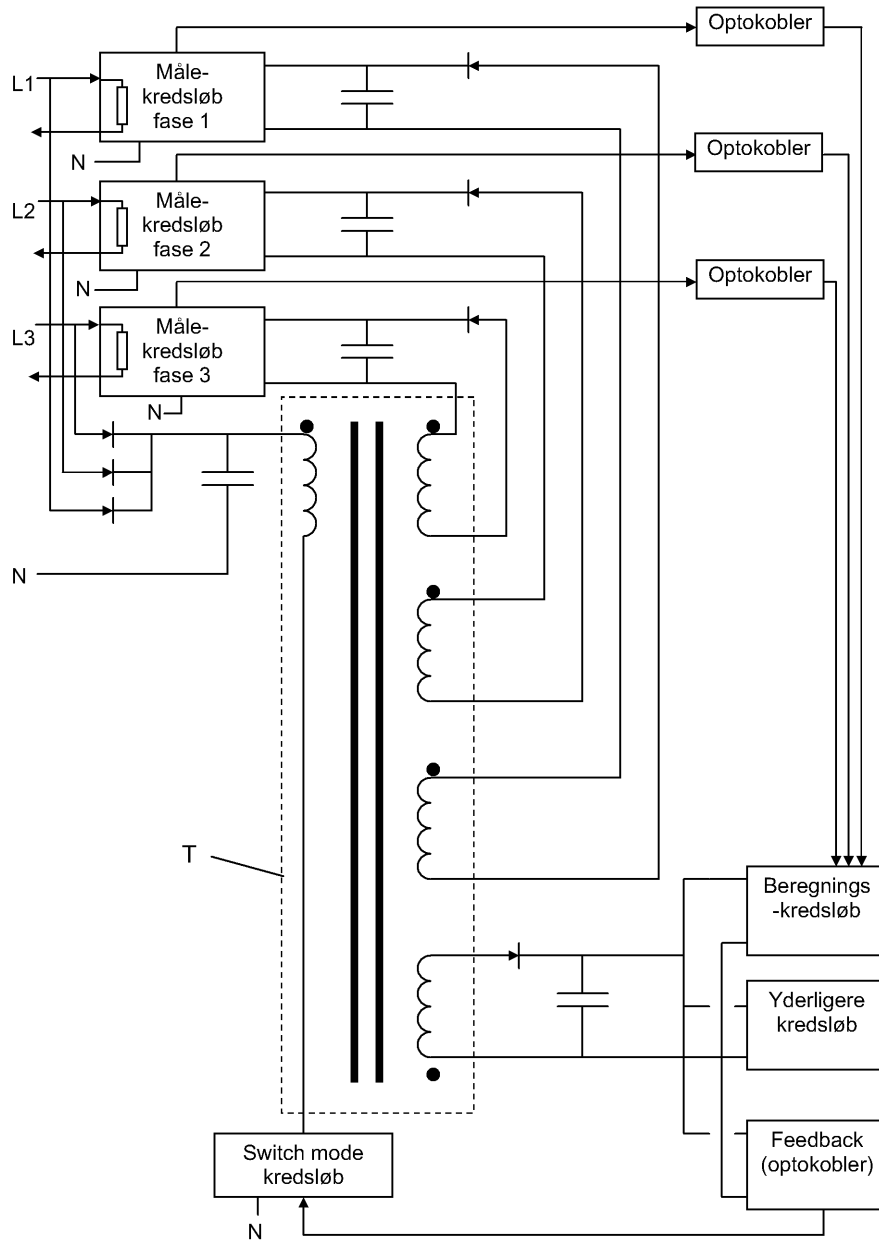 Optokobler
L1
Måle-
kredsløb
fase 1
N
Optokobler
L2
Måle-
kredsløb
fase 2
N
Optokobler
L3
Måle-
kredsløb
fase 3
N
N
T
Beregnings
-kredsløb
Yderligere
kredsløb
Feedback
(optokobler)
Switch mode
kredsløb
N